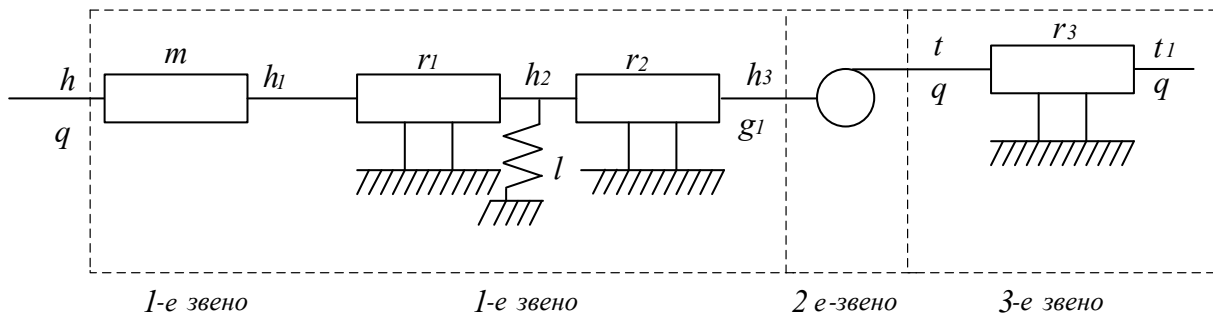 m
h
h1
r1
h2
r2
h3
t
r3
t1
q
g1
q
q
l
1-е звено
1-е звено
2 е-звено
3-е звено